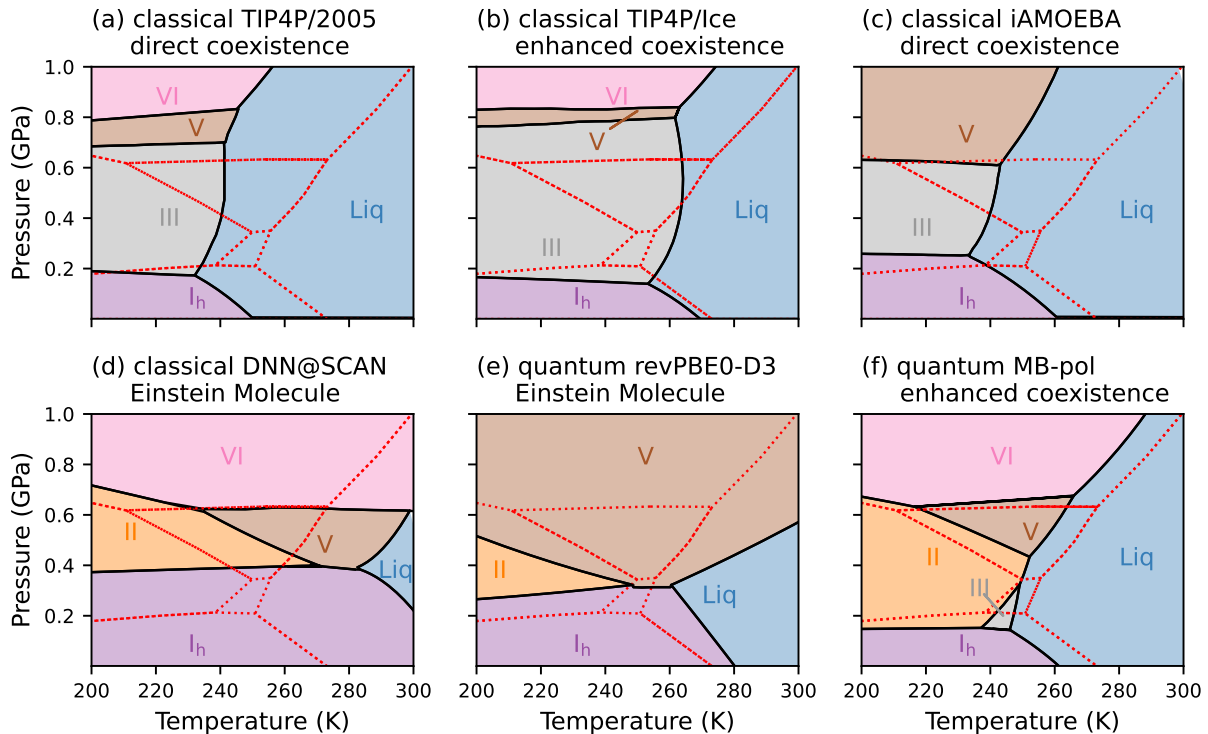 (a) classical TIP4P/2005
direct coexistence
(b) classical TIP4P/Ice
enhanced coexistence
(c) classical iAMOEBA
direct coexistence
Pressure (GPa)
1.0
0.8
0.6
0.4
0.2
VI
V
III
Liq
Ih
VI
V
III
Liq
Ih
V
III
Liq
Ih
(d) classical DNN@SCAN
Einstein Molecule
(e) quantum revPBE0-D3
Einstein Molecule
(f) quantum MB-pol
enhanced coexistence
Pressure (GPa)
1.0
0.8
0.6
0.4
0.2
VI
II
V
Liq
Ih
V
II
Liq
Ih
VI
V
II
Liq
III
Ih
200 220 240 260 280 300
200 220 240 260 280 300
200 220 240 260 280 300
Temperature (K)
Temperature (K)
Temperature (K)